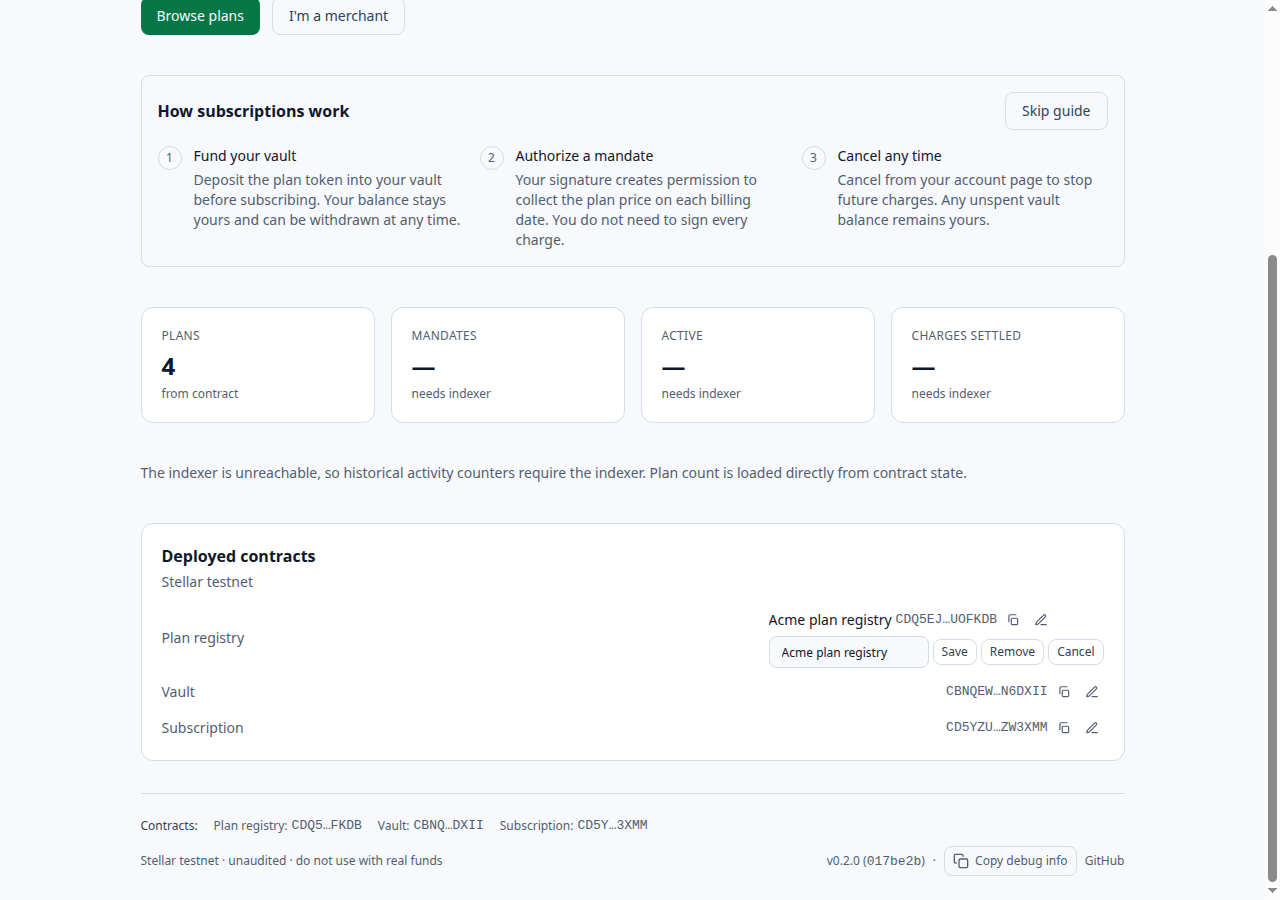 Browse plans
I'm a merchant
How subscriptions work
Skip guide
1
Fund your vault
Deposit the plan token into your vault
before subscribing. Your balance stays
yours and can be withdrawn at any time.
2
Authorize a mandate
Your signature creates permission to
collect the plan price on each billing
date. You do not need to sign every
charge.
3
Cancel any time
Cancel from your account page to stop
future charges. Any unspent vault
balance remains yours.
PLANS
4
from contract
MANDATES
—
needs indexer
ACTIVE
—
needs indexer
CHARGES SETTLED
—
needs indexer
The indexer is unreachable, so historical activity counters require the indexer. Plan count is loaded directly from contract state.
Deployed contracts
Stellar testnet
Plan registry
Acme plan registry CDQ5EJ…UOFKDB
Acme plan registry
Save
Remove
Cancel
Vault
CBNQEW…N6DXII
Subscription
CD5YZU…ZW3XMM
Contracts: Plan registry: CDQ5…FKDB Vault: CBNQ…DXII Subscription: CD5Y…3XMM
Stellar testnet · unaudited · do not use with real funds
v0.2.0 (017be2b) · Copy debug info GitHub